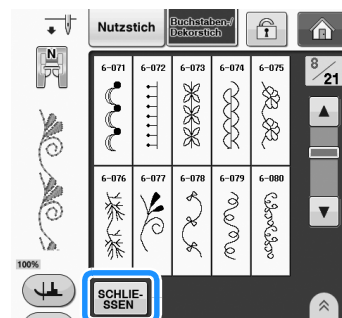 Nutzstich
Buchstaben-/
Dekorstich
N
6-071 6-072 6-073 6-074 6-075
8/21
6-076 6-077 6-078 6-079 6-080
100%
SCHLIE-
SSEN